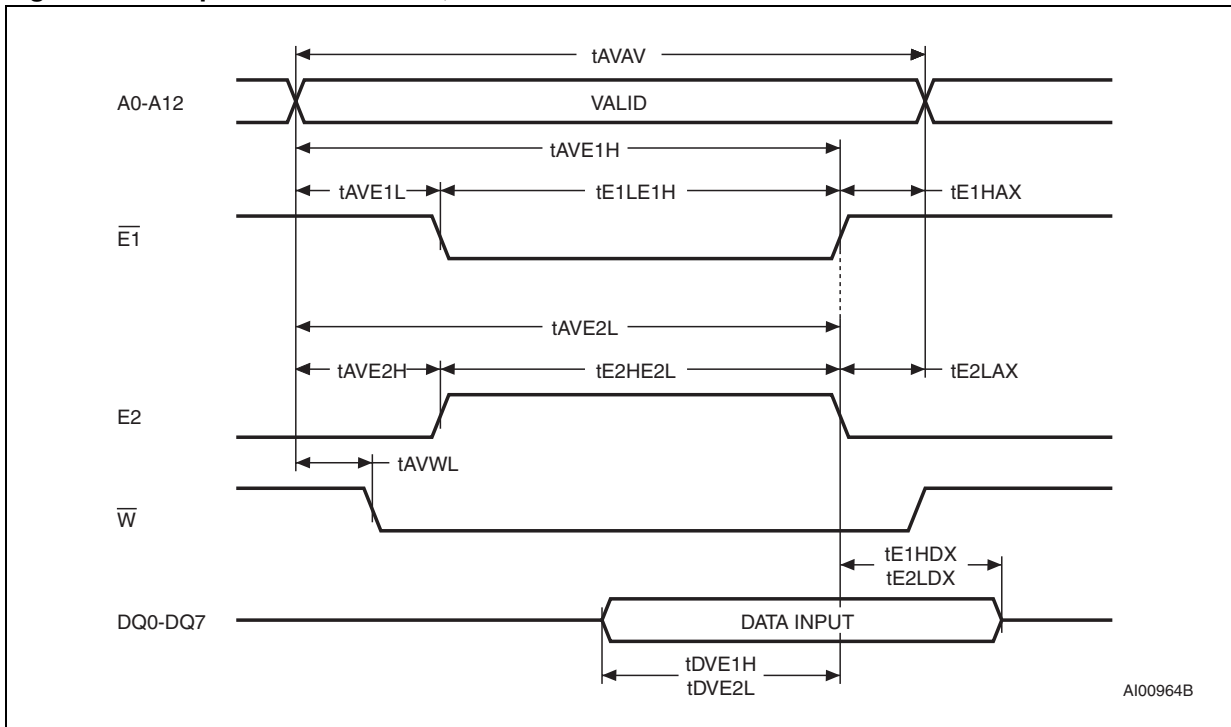 tAVAV
A0-A12
VALID
tAVE1H
tAVE1L
tE1LE1H
tE1HAX
E1
tAVE2L
tAVE2H
tE2HE2L
tE2LAX
E2
tAVWL
W
tE1HDX
tE2LDX
DQ0-DQ7
DATA INPUT
tDVE1H
tDVE2L
AI00964B